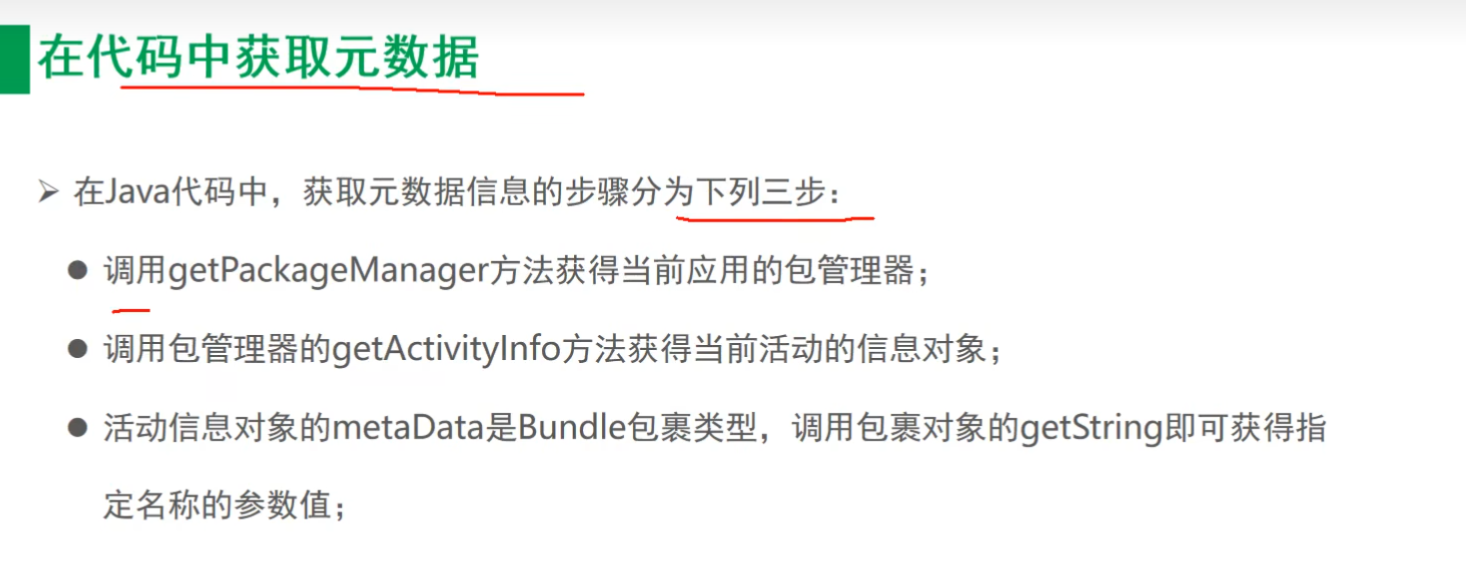 在代码中获取元数据
➢ 在Java代码中，获取元数据信息的步骤分为下列三步：
● 调用getPackageManager方法获得当前应用的包管理器；
● 调用包管理器的getActivityInfo方法获得当前活动的信息对象；
● 活动信息对象的metaData是Bundle包裹类型，调用包裹对象的getString即可获得指
定名称的参数值；